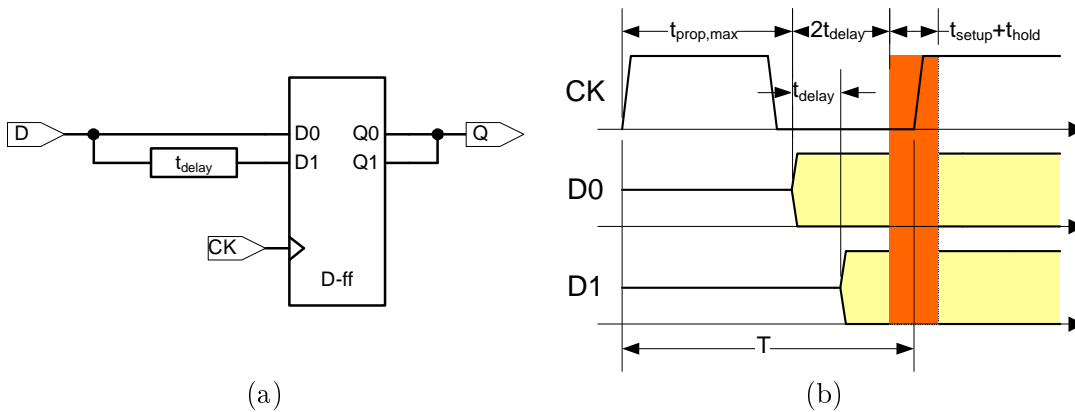 D
D0
Q0
Q
t_delay
D1
Q1
CK
D-ff
(a)
t_prop,max
2t_delay
t_setup+t_hold
CK
t_delay
D0
D1
T
(b)